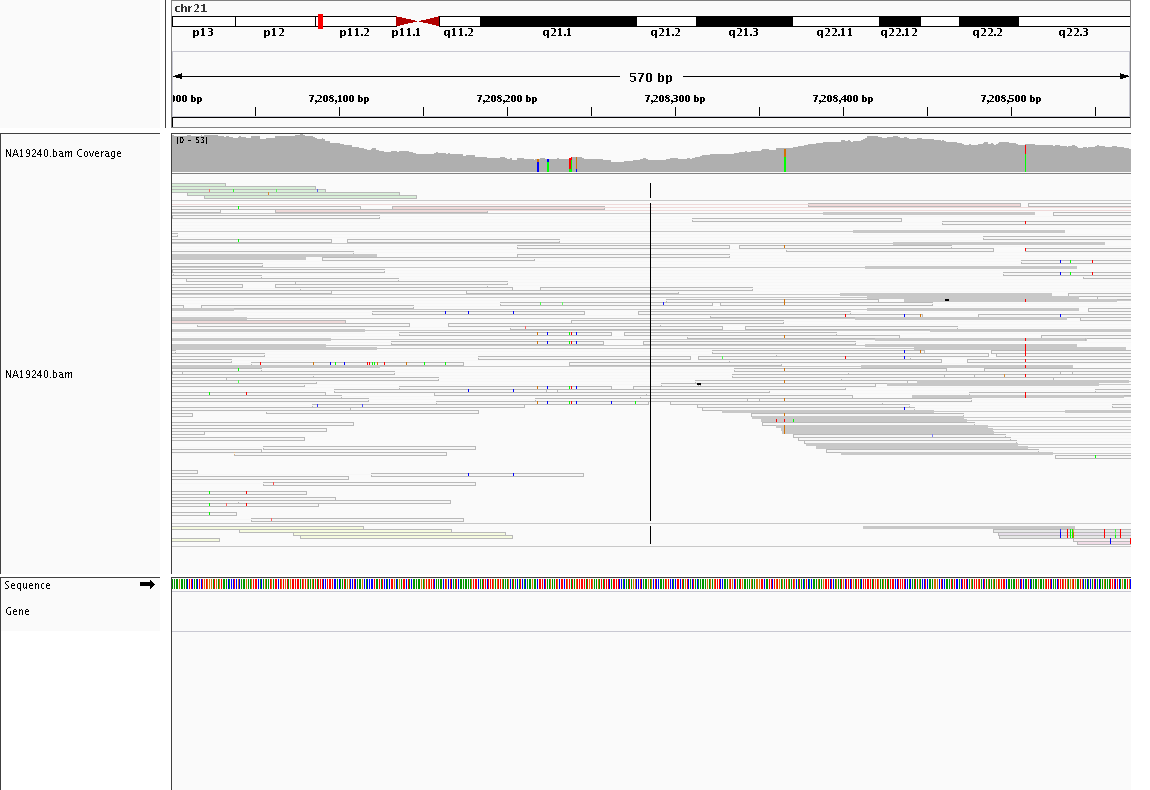 chr21
p13 p12 p11.2 p11.1 q11.2 q21.1 q21.2 q21.3 q22.11 q22.12 q22.2 q22.3
570 bp
000 bp 7,208,100 bp 7,208,200 bp 7,208,300 bp 7,208,400 bp 7,208,500 bp
NA19240.bam Coverage
[0 - 53]
NA19240.bam
Sequence
Gene